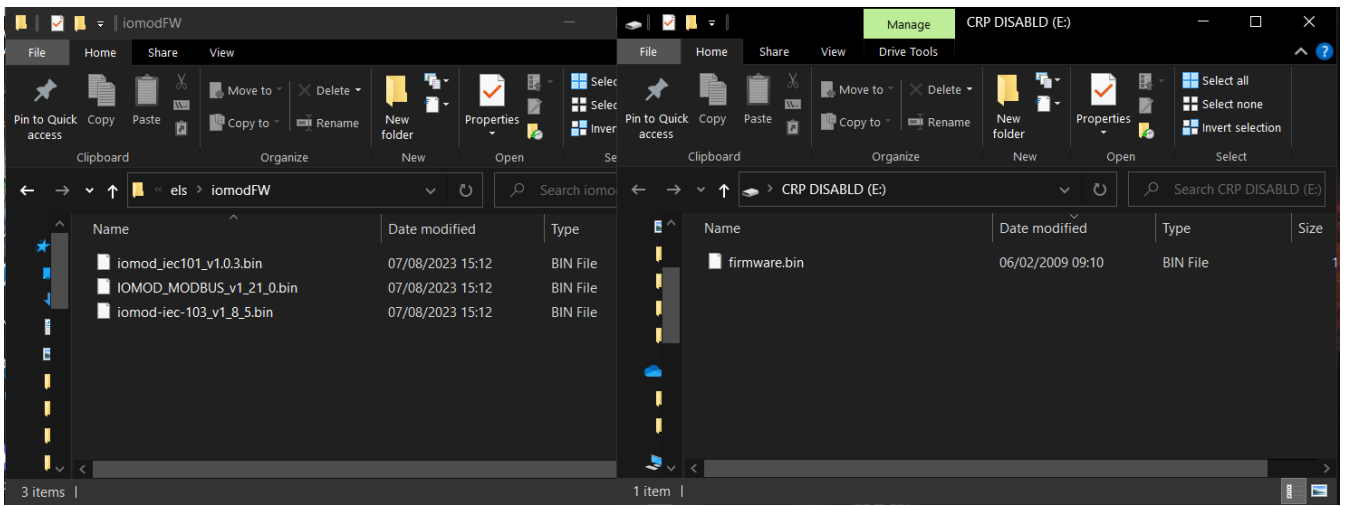 iomodFW
File Home Share View
Pin to Quick access
Copy
Paste
Move to
Copy to
Delete
Rename
New folder
Properties
Clipboard
Organize
New
Open
els > iomodFW
Name
Date modified
Type
iomod_iec101_v1.0.3.bin 07/08/2023 15:12 BIN File
IOMOD_MODBUS_v1_21_0.bin 07/08/2023 15:12 BIN File
iomod-iec-103_v1_8_5.bin 07/08/2023 15:12 BIN File
3 items
Manage
CRP DISABLD (E:)
File Home Share View Drive Tools
Pin to Quick access
Copy
Paste
Move to
Copy to
Delete
Rename
New folder
Properties
Select all
Select none
Invert selection
Clipboard
Organize
New
Open
Select
> CRP DISABLD (E:)
Search CRP DISABLD (E:)
Name
Date modified
Type
Size
firmware.bin 06/02/2009 09:10 BIN File 1
1 item